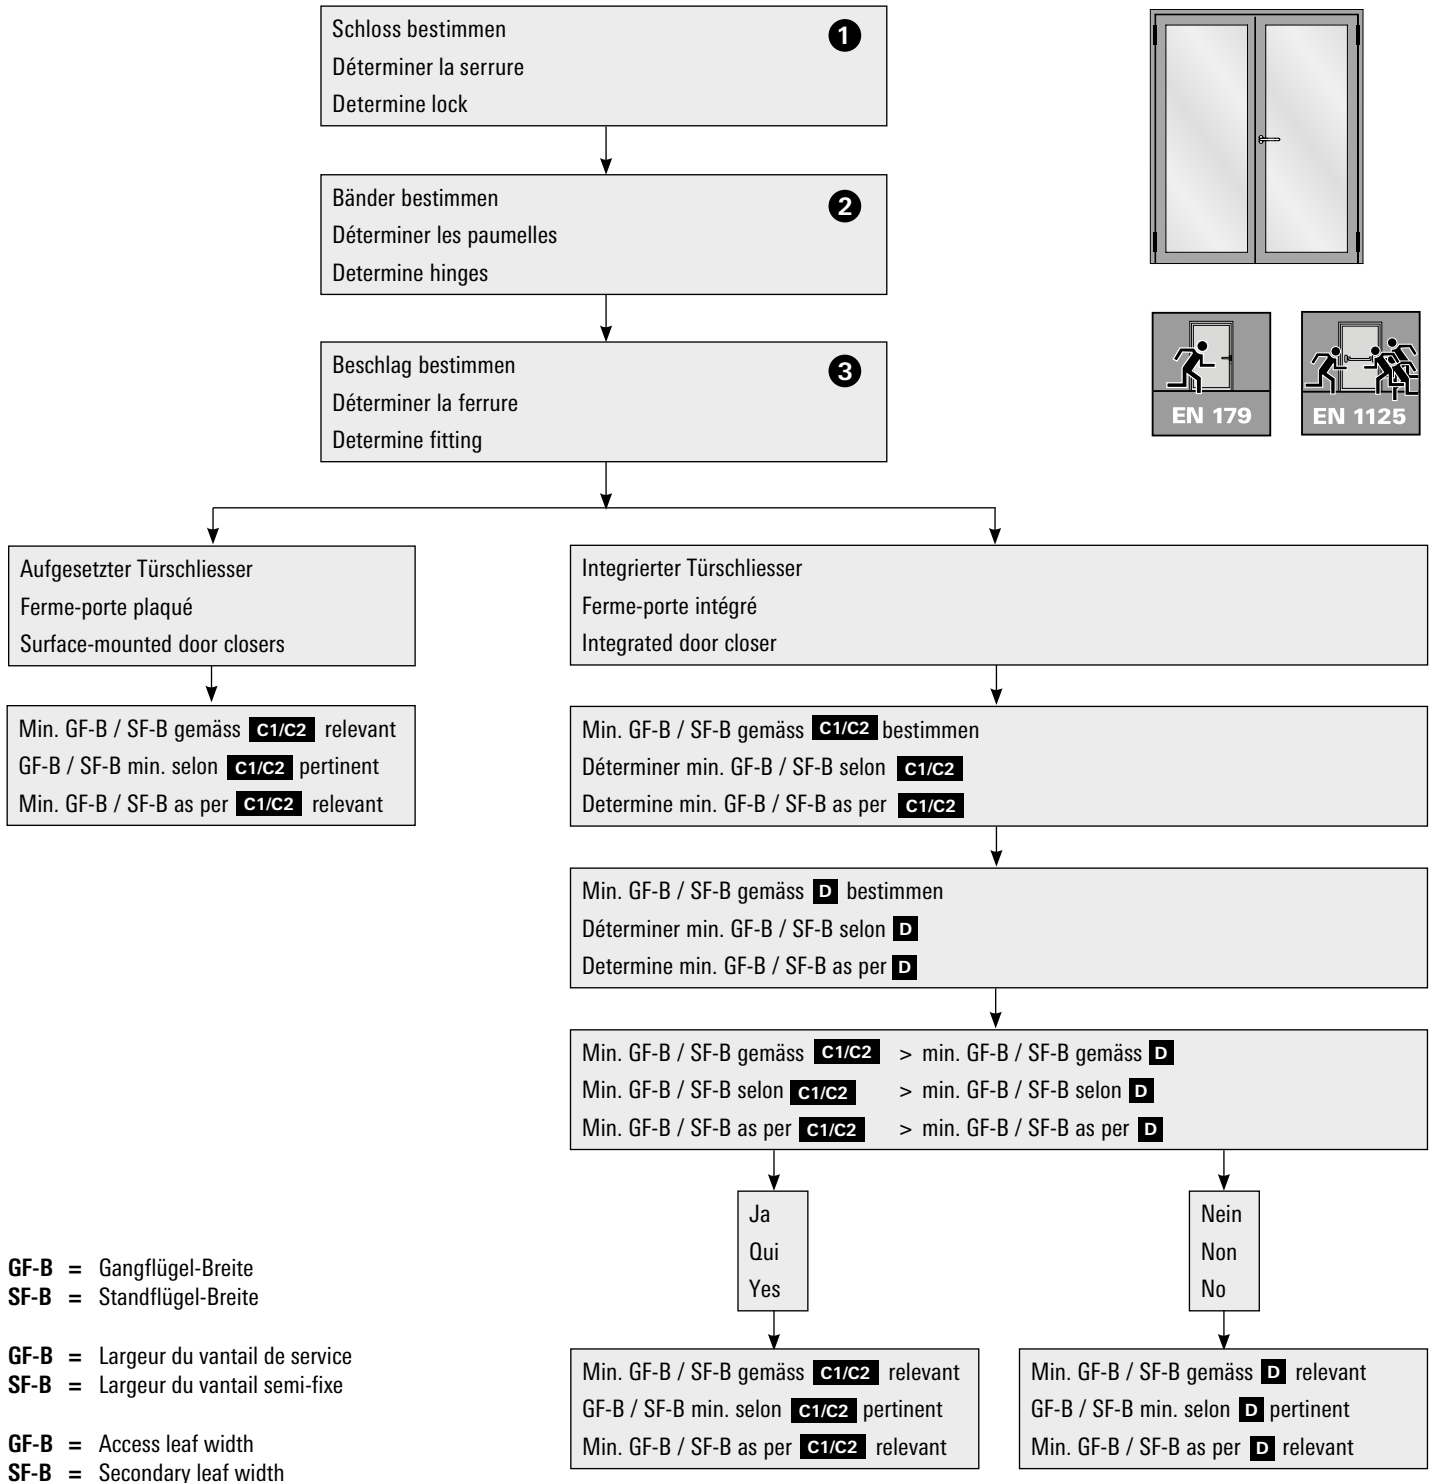 Schloss bestimmen
1
Déterminer la serrure
Determine lock
Bänder bestimmen
2
Déterminer les paumelles
Determine hinges
Beschlag bestimmen
3
Déterminer la ferrure
Determine fitting
EN 179
EN 1125
Aufgesetzter Türschliesser
Ferme-porte plaqué
Surface-mounted door closers
Integrierter Türschliesser
Ferme-porte intégré
Integrated door closer
Min. GF-B / SF-B gemäss C1/C2 relevant
GF-B / SF-B min. selon C1/C2 pertinent
Min. GF-B / SF-B as per C1/C2 relevant
Min. GF-B / SF-B gemäss C1/C2 bestimmen
Déterminer min. GF-B / SF-B selon C1/C2
Determine min. GF-B / SF-B as per C1/C2
Min. GF-B / SF-B gemäss D bestimmen
Déterminer min. GF-B / SF-B selon D
Determine min. GF-B / SF-B as per D
Min. GF-B / SF-B gemäss C1/C2 > min. GF-B / SF-B gemäss D
Min. GF-B / SF-B selon C1/C2 > min. GF-B / SF-B selon D
Min. GF-B / SF-B as per C1/C2 > min. GF-B / SF-B as per D
Ja
Qui
Yes
Nein
Non
No
Min. GF-B / SF-B gemäss C1/C2 relevant
GF-B / SF-B min. selon C1/C2 pertinent
Min. GF-B / SF-B as per C1/C2 relevant
Min. GF-B / SF-B gemäss D relevant
GF-B / SF-B min. selon D pertinent
Min. GF-B / SF-B as per D relevant
GF-B = Gangflügel-Breite
SF-B = Standflügel-Breite
GF-B = Largeur du vantail de service
SF-B = Largeur du vantail semi-fixe
GF-B = Access leaf width
SF-B = Secondary leaf width